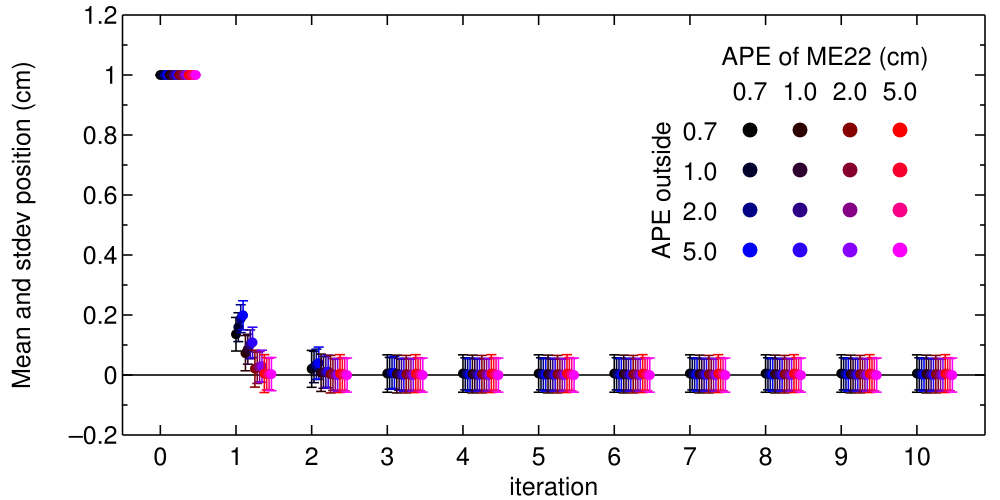 1.2
1
0.8
0.6
0.4
0.2
0
−0.2
Mean and stdev position (cm)
APE of ME22 (cm)
0.7 1.0 2.0 5.0
APE outside
0.7
1.0
2.0
5.0
0 1 2 3 4 5 6 7 8 9 10
iteration